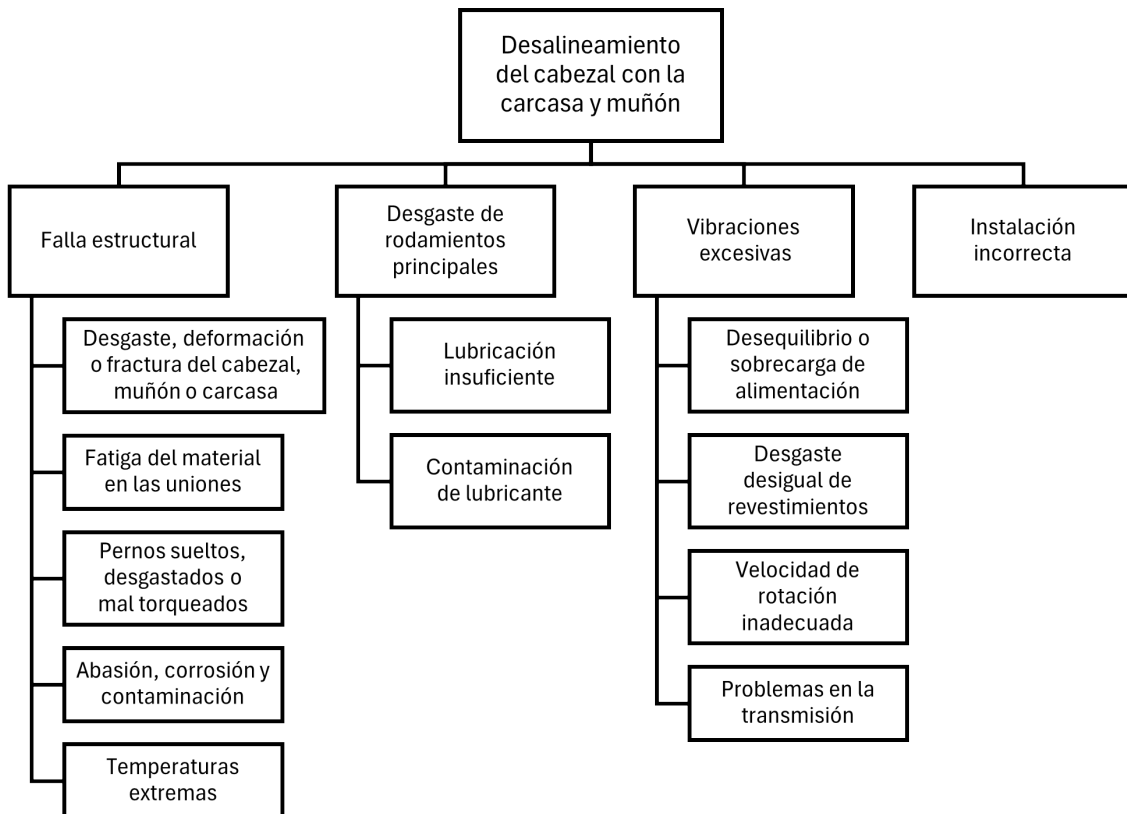 Desalineamiento
del cabezal con la
carcasa y muñón
Falla estructural
Desgaste de
rodamientos
principales
Vibraciones
excesivas
Instalación
incorrecta
Desgaste, deformación
o fractura del cabezal,
muñón o carcasa
Fatiga del material
en las uniones
Pernos sueltos,
desgastados o
mal torqueados
Abasión, corrosión y
contaminación
Temperaturas
extremas
Lubricación
insuficiente
Contaminación
de lubricante
Desequilibrio o
sobrecarga de
alimentación
Desgaste
desigual de
revestimientos
Velocidad de
rotación
inadecuada
Problemas en la
transmisión